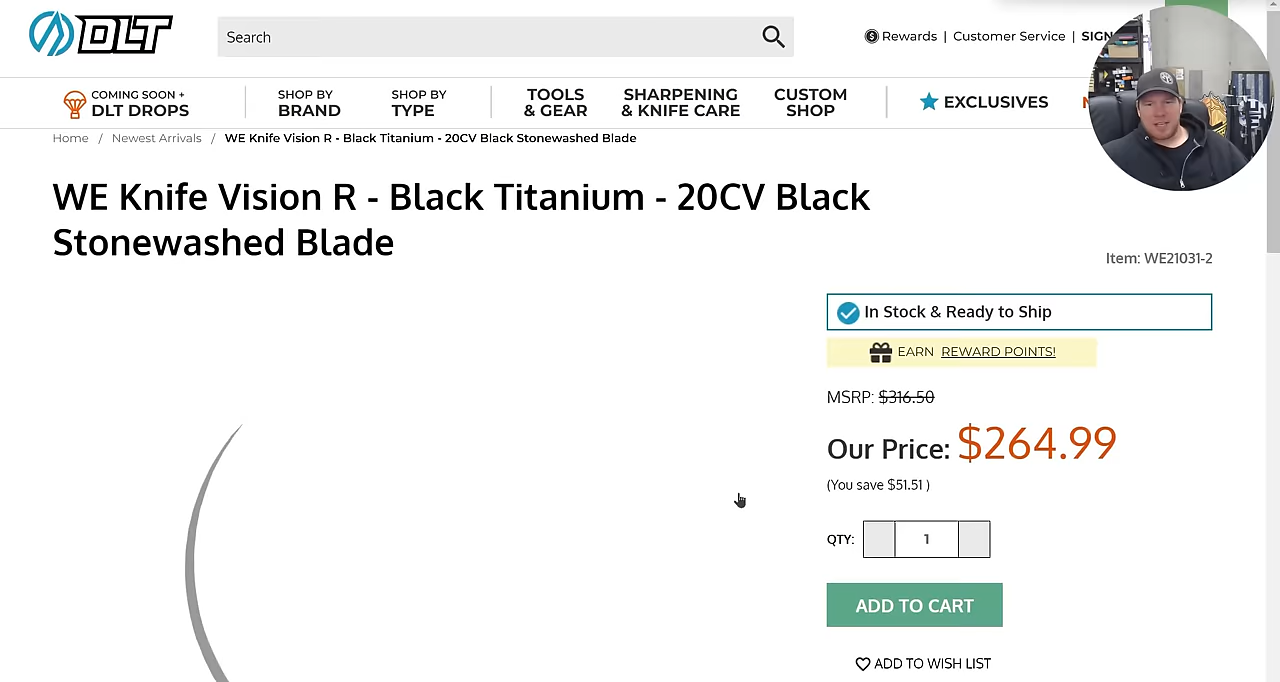 DLT
Search
Rewards | Customer Service | SIGN
COMING SOON +
DLT DROPS
SHOP BY
BRAND
SHOP BY
TYPE
TOOLS
& GEAR
SHARPENING
& KNIFE CARE
CUSTOM
SHOP
EXCLUSIVES
Home / Newest Arrivals / WE Knife Vision R - Black Titanium - 20CV Black Stonewashed Blade
WE Knife Vision R - Black Titanium - 20CV Black
Stonewashed Blade
Item: WE21031-2
In Stock & Ready to Ship
EARN REWARD POINTS!
MSRP: $316.50
Our Price: $264.99
(You save $51.51 )
QTY: 1
ADD TO CART
ADD TO WISH LIST